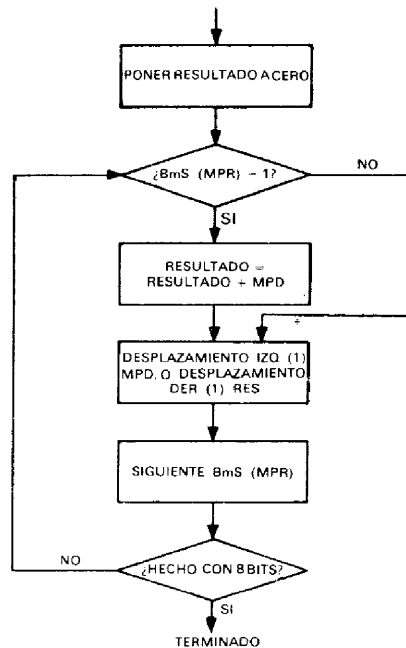 PONER RESULTADO A CERO
¿BmS (MPR) – 1?
NO
SI
RESULTADO =
RESULTADO + MPD
+
DESPLAZAMIENTO IZQ (1)
MPD, O DESPLAZAMIENTO
DER (1) RES
SIGUIENTE BmS (MPR)
NO
¿HECHO CON 8 BITS?
SI
TERMINADO